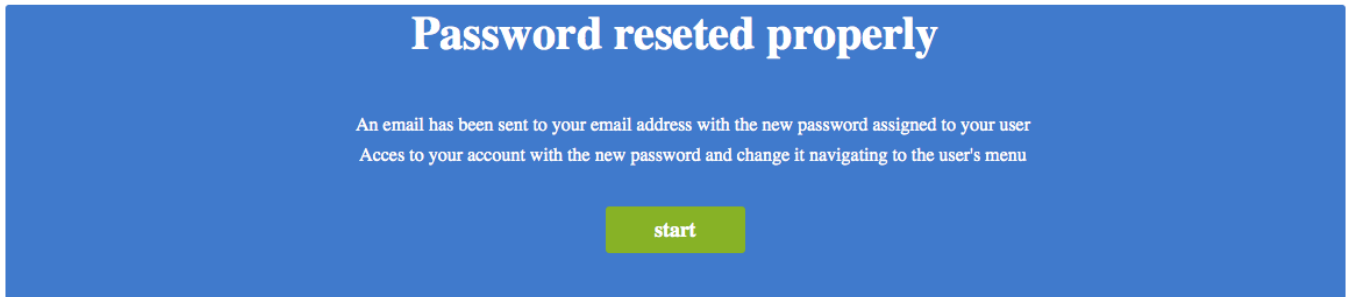 Password reseted properly
An email has been sent to your email address with the new password assigned to your user
Acces to your account with the new password and change it navigating to the user's menu
start